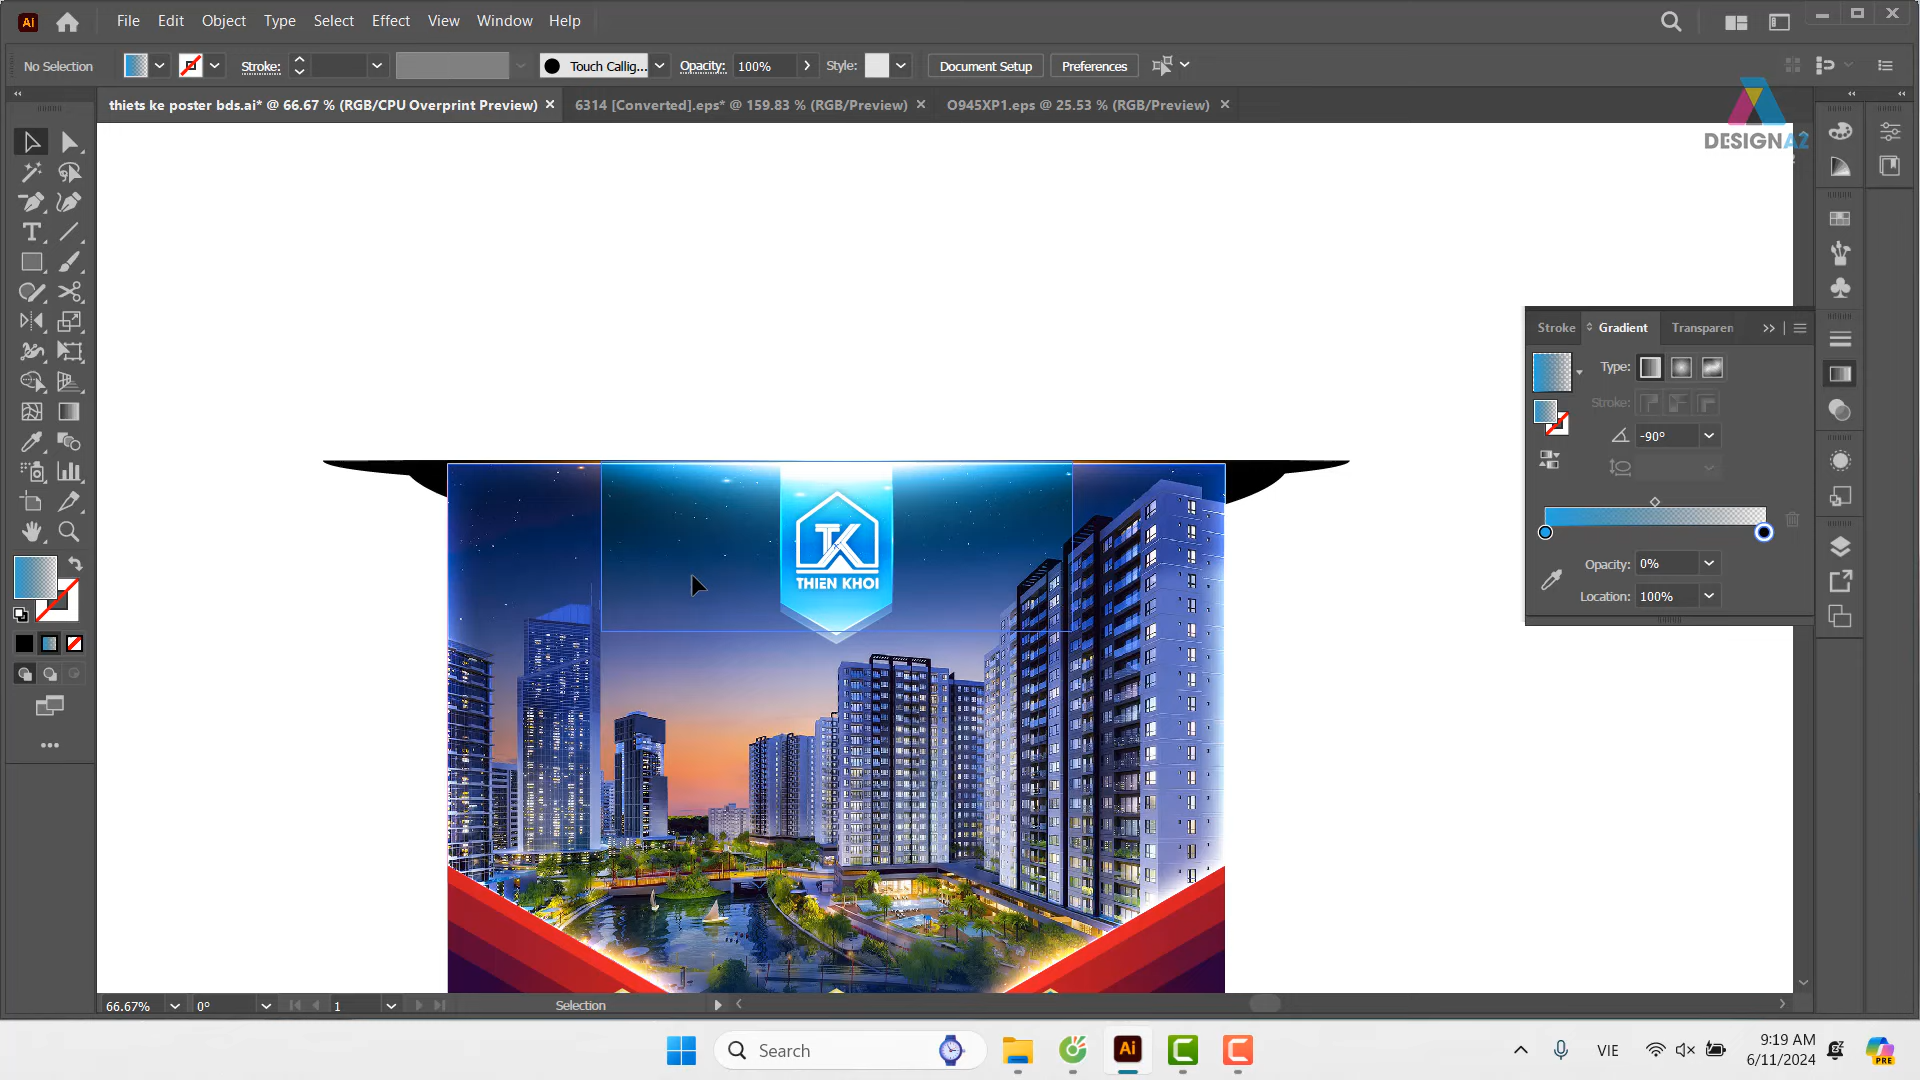 Ai File Edit Object Type Select Effect View Window Help
No Selection Stroke: Touch Callig... Opacity: 100% Style: Document Setup Preferences
thiets ke poster bds.ai* @ 66.67 % (RGB/CPU Overprint Preview) × 6314 [Converted].eps* @ 159.83 % (RGB/Preview) × O945XP1.eps @ 25.53 % (RGB/Preview) ×
DESIGNA2
Stroke Gradient Transparen
Type:
Stroke:
-90°
Opacity: 0%
Location: 100%
TK
THIEN KHOI
66.67% 0° 1 Selection
Search
Ai
VIE
9:19 AM
6/11/2024
PRE